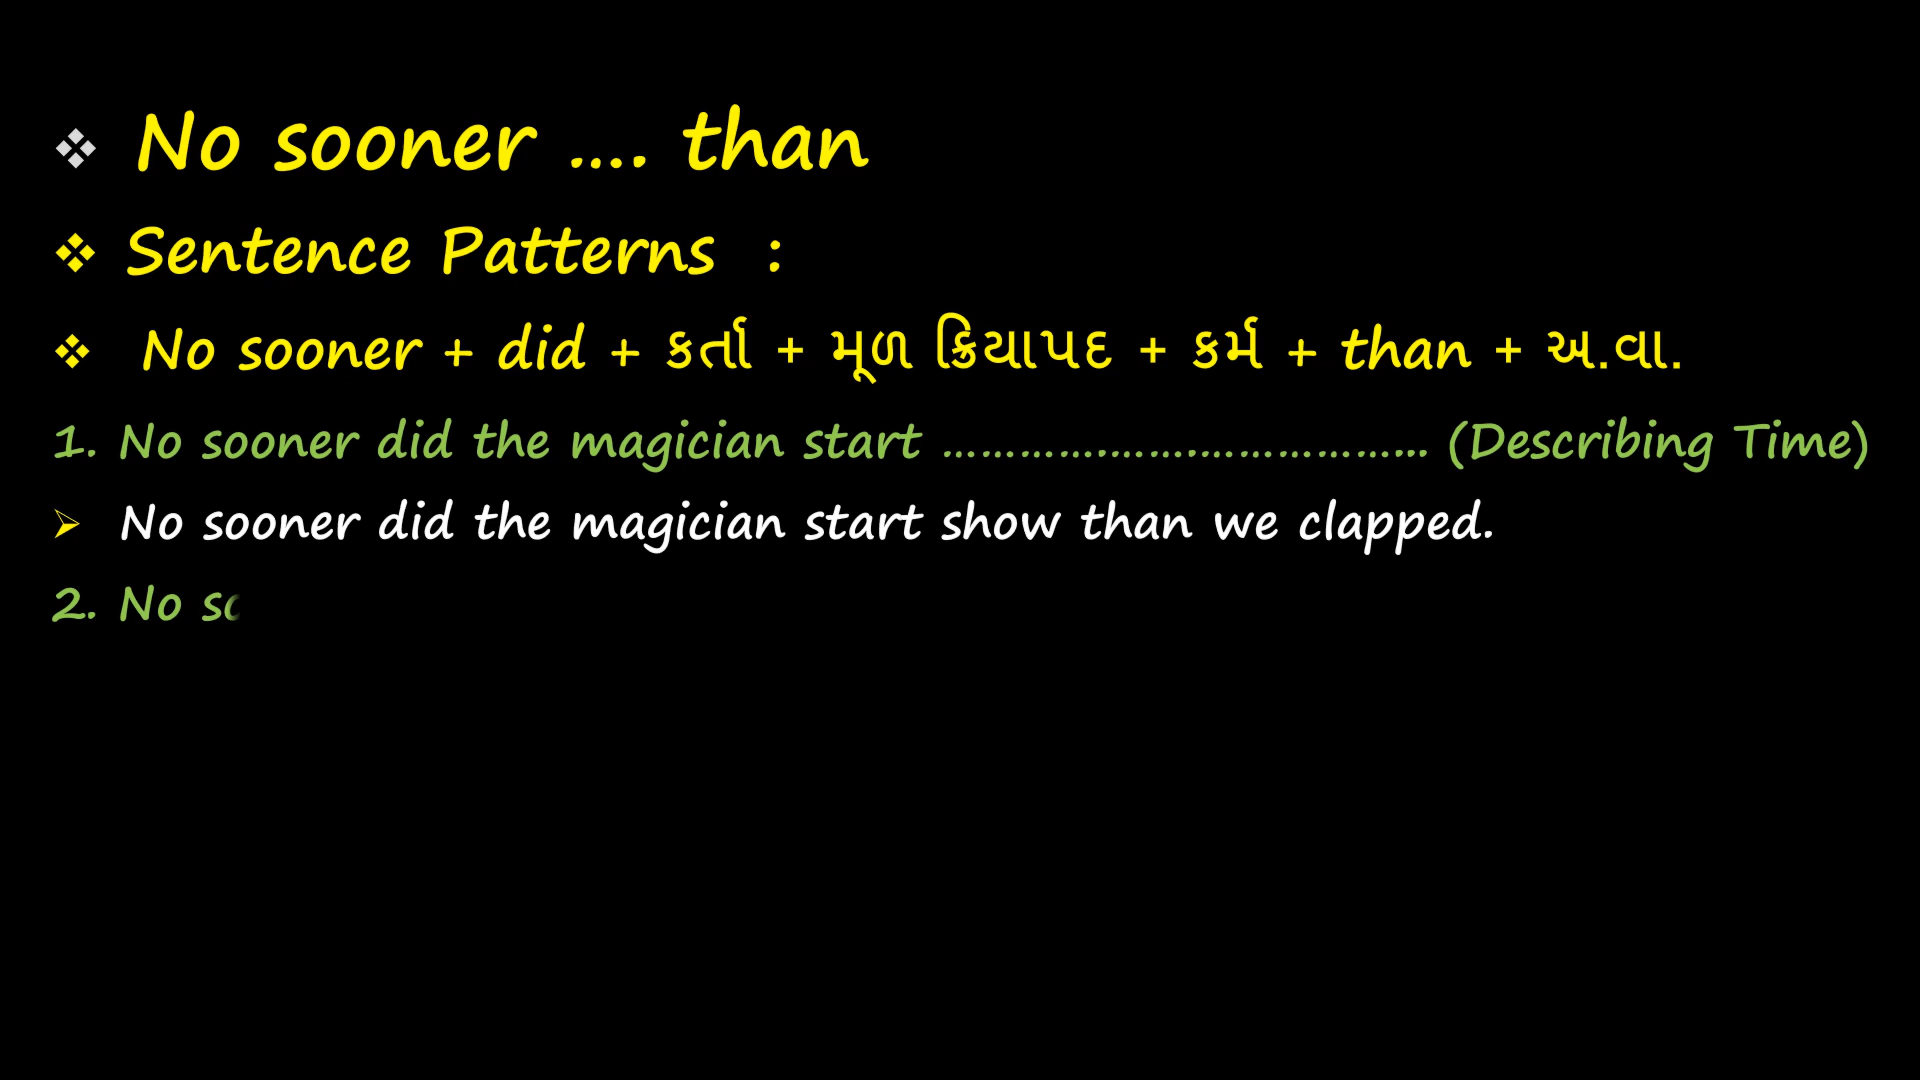 ❖ No sooner .... than
❖ Sentence Patterns :
❖ No sooner + did + કર્તા + મૂળ ક્રિયાપદ + કર્મ + than + અ.વા.
1. No sooner did the magician start ………….…….………………….. (Describing Time)
➢ No sooner did the magician start show than we clapped.
2. No